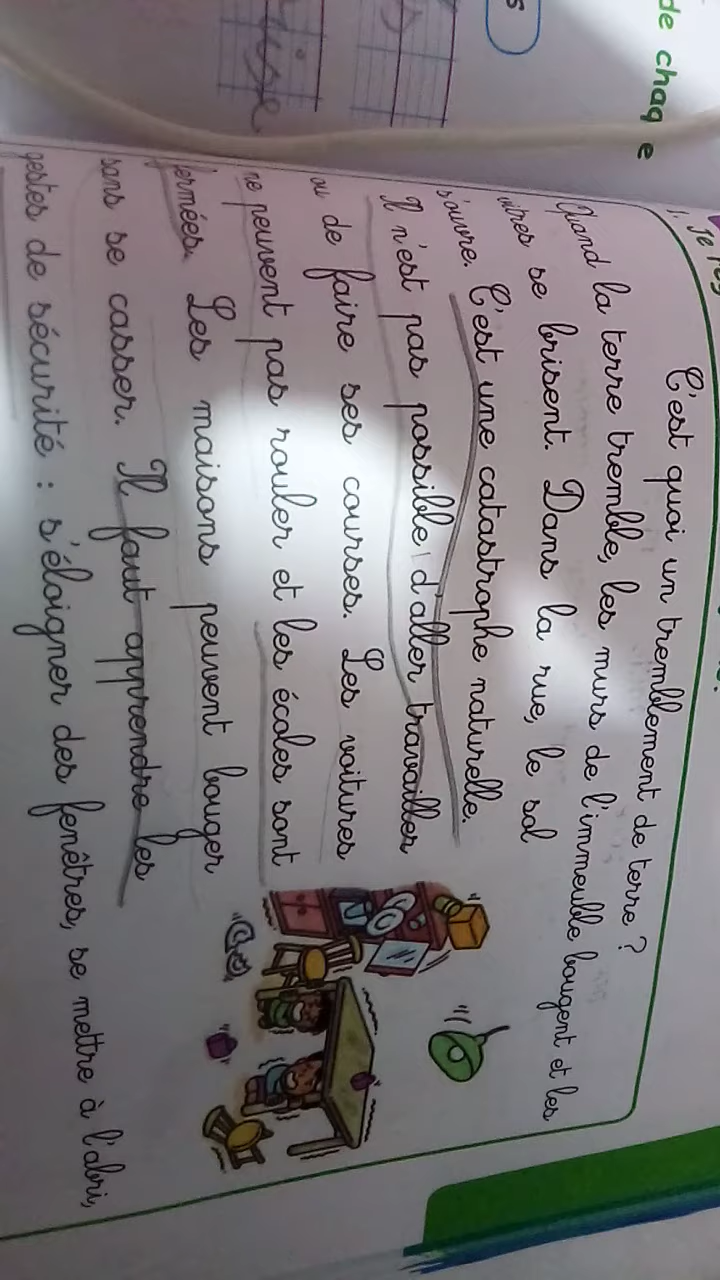 de chaq e
s
C'est quoi un tremblement de terre ?
Quand la terre tremble, les murs de l'immeuble bougent et les
vitres se brisent. Dans la rue, le sol
s'ouvre. C'est une catastrophe naturelle.
Il n'est pas possible d'aller travailler
ou de faire ses courses. Les voitures
ne peuvent pas rouler et les écoles sont
fermées. Les maisons peuvent bouger
sans se casser. Il faut apprendre les
gestes de sécurité : s'éloigner des fenêtres, se mettre à l'abri,